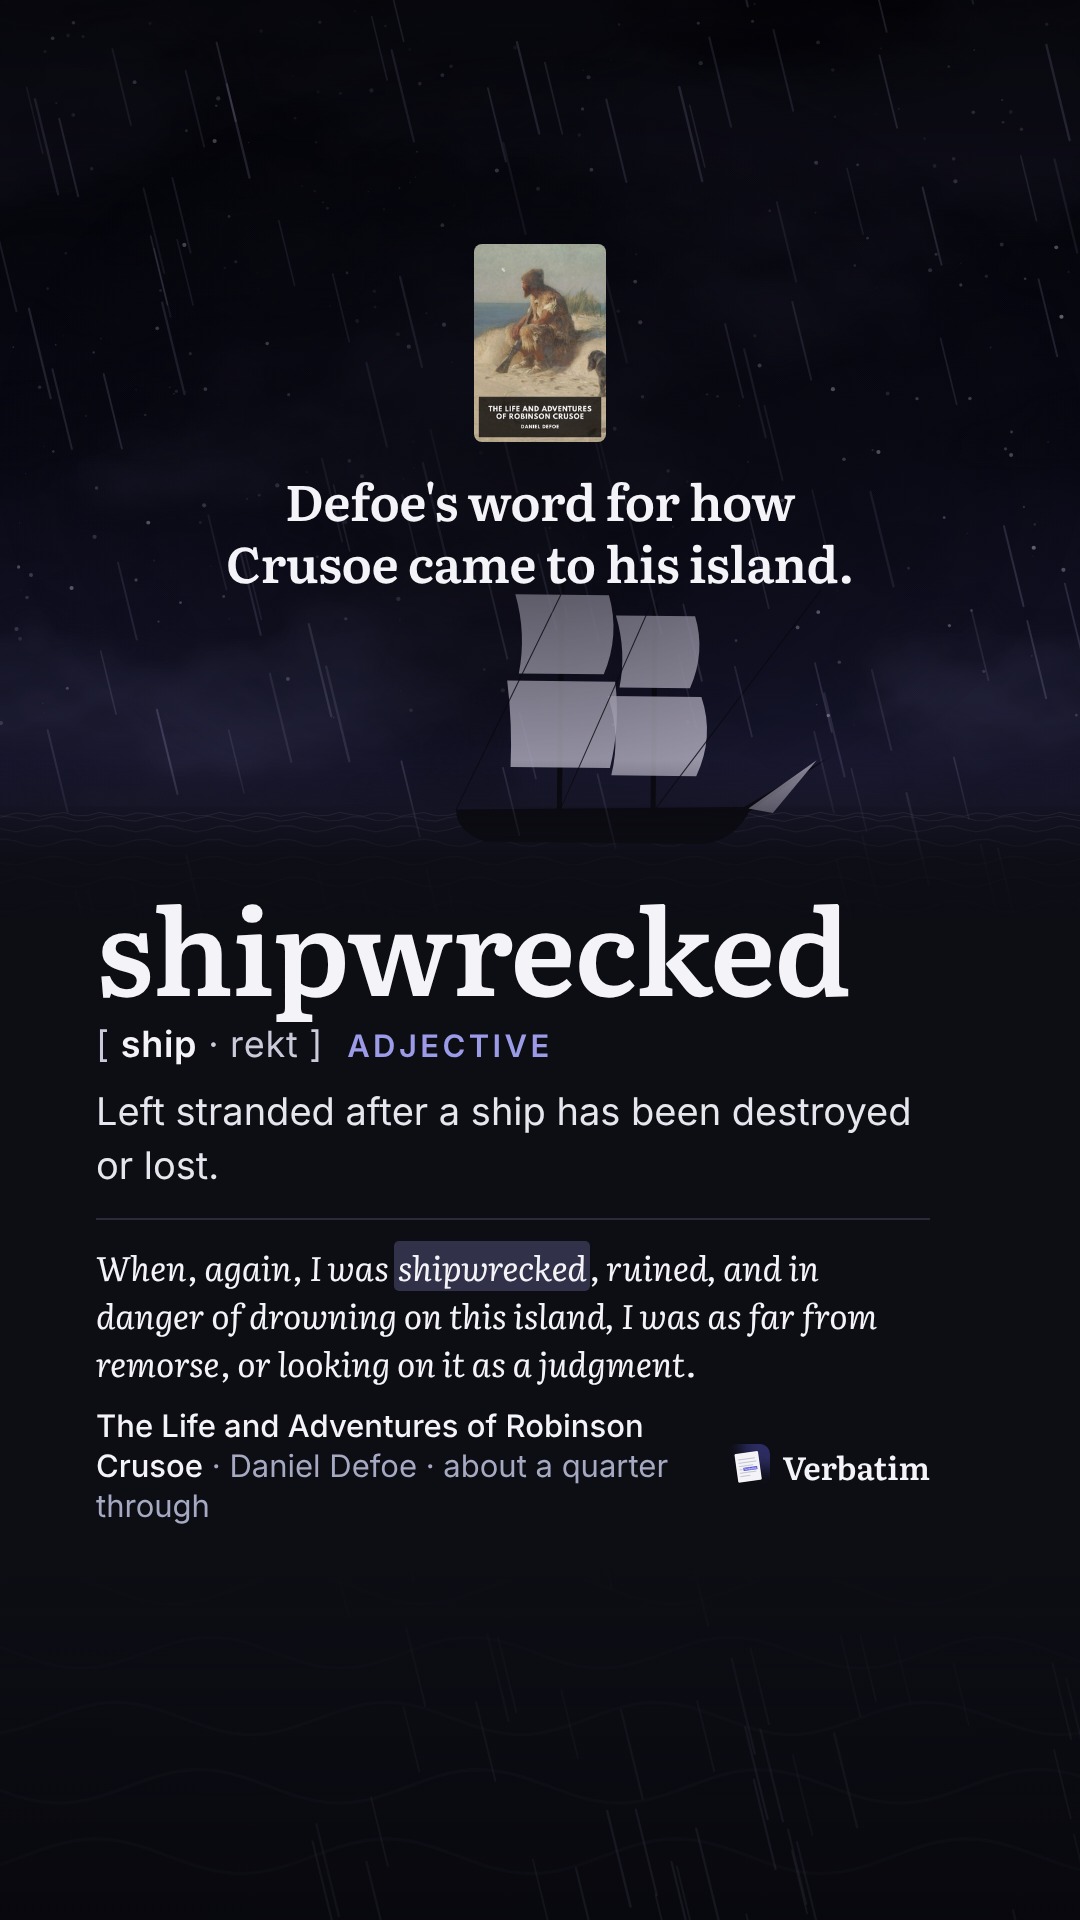 THE LIFE AND ADVENTURES
OF ROBINSON CRUSOE
DANIEL DEFOE
Defoe's word for how
Crusoe came to his island.
shipwrecked
[ ship · rekt ] ADJECTIVE
Left stranded after a ship has been destroyed
or lost.
When, again, I was shipwrecked, ruined, and in
danger of drowning on this island, I was as far from
remorse, or looking on it as a judgment.
The Life and Adventures of Robinson
Crusoe · Daniel Defoe · about a quarter
through
Verbatim